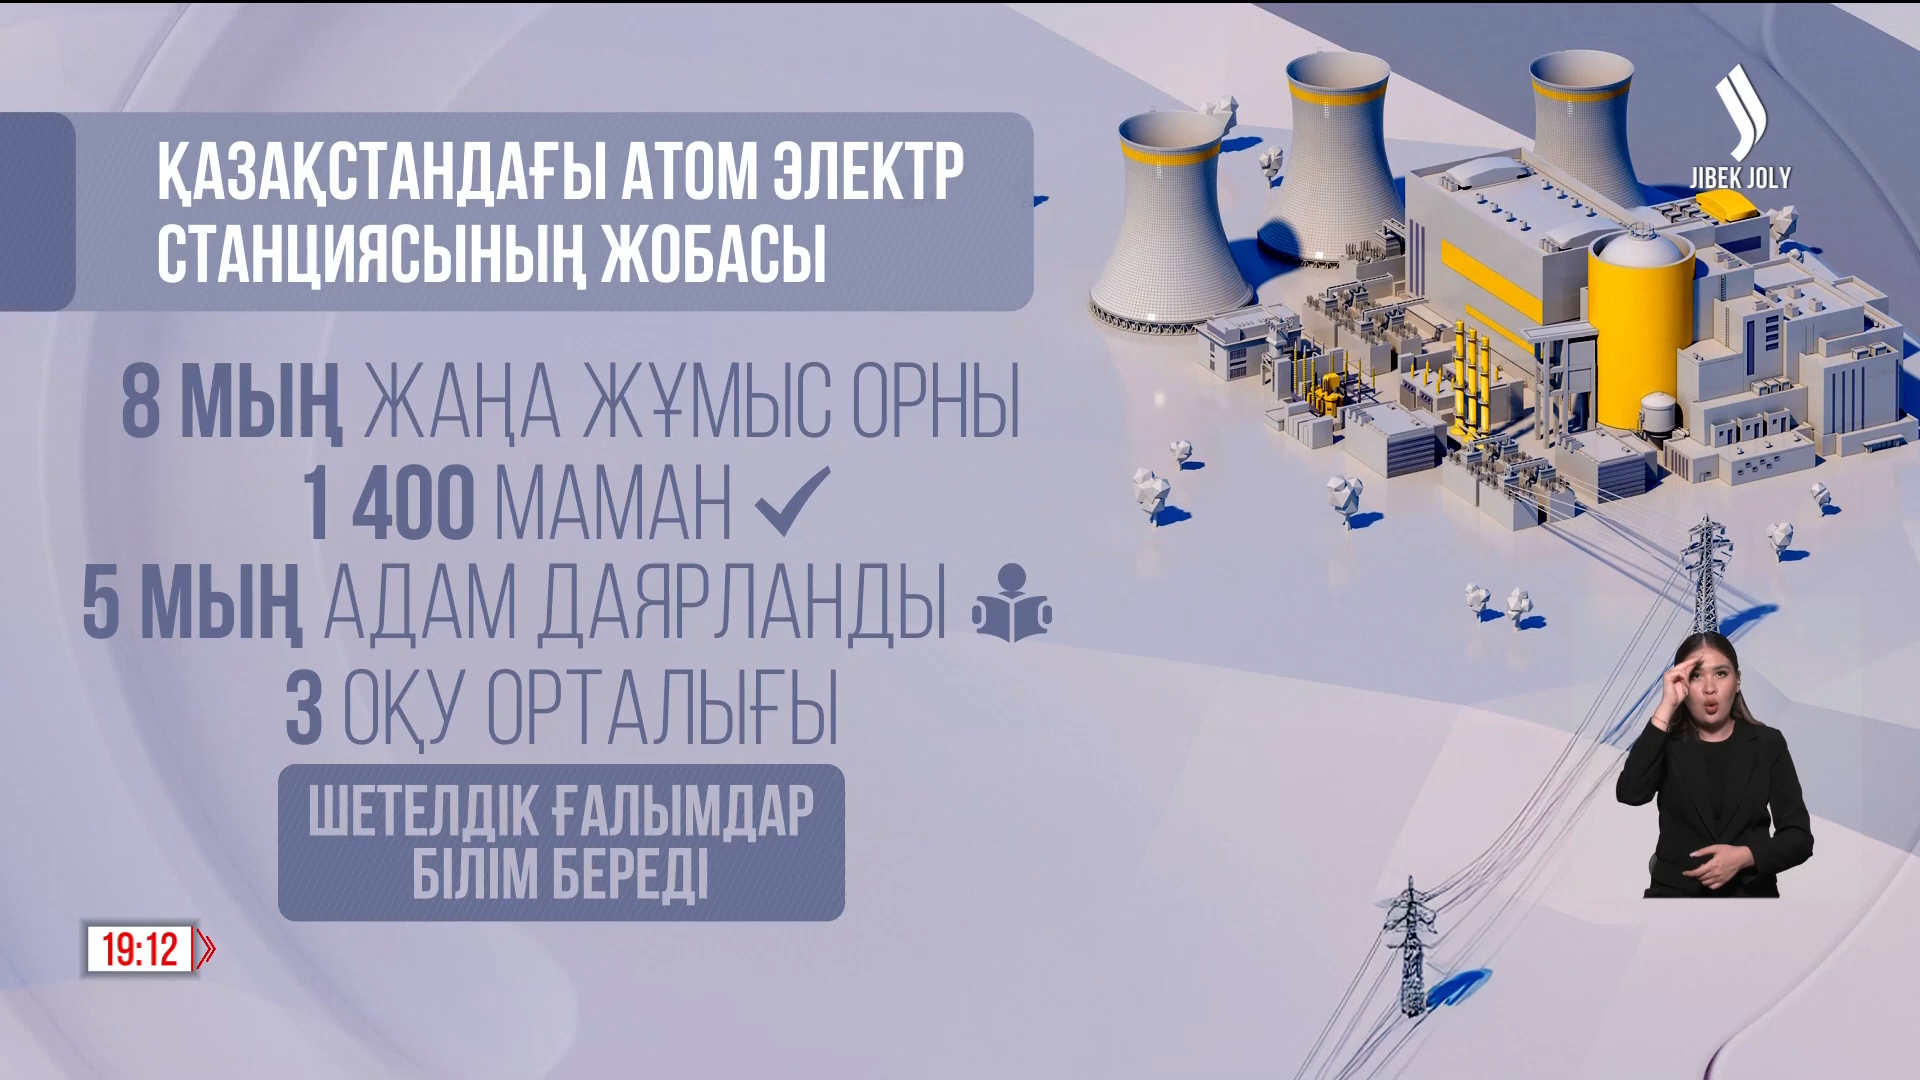 ҚАЗАҚСТАНДАҒЫ АТОМ ЭЛЕКТР
СТАНЦИЯСЫНЫҢ ЖОБАСЫ
JIBEK JOLY
8 МЫҢ ЖАҢА ЖҰМЫС ОРНЫ
1 400 МАМАН
5 МЫҢ АДАМ ДАЯРЛАНДЫ
3 ОҚУ ОРТАЛЫҒЫ
ШЕТЕЛДІК ҒАЛЫМДАР
БІЛІМ БЕРЕДІ
19:12